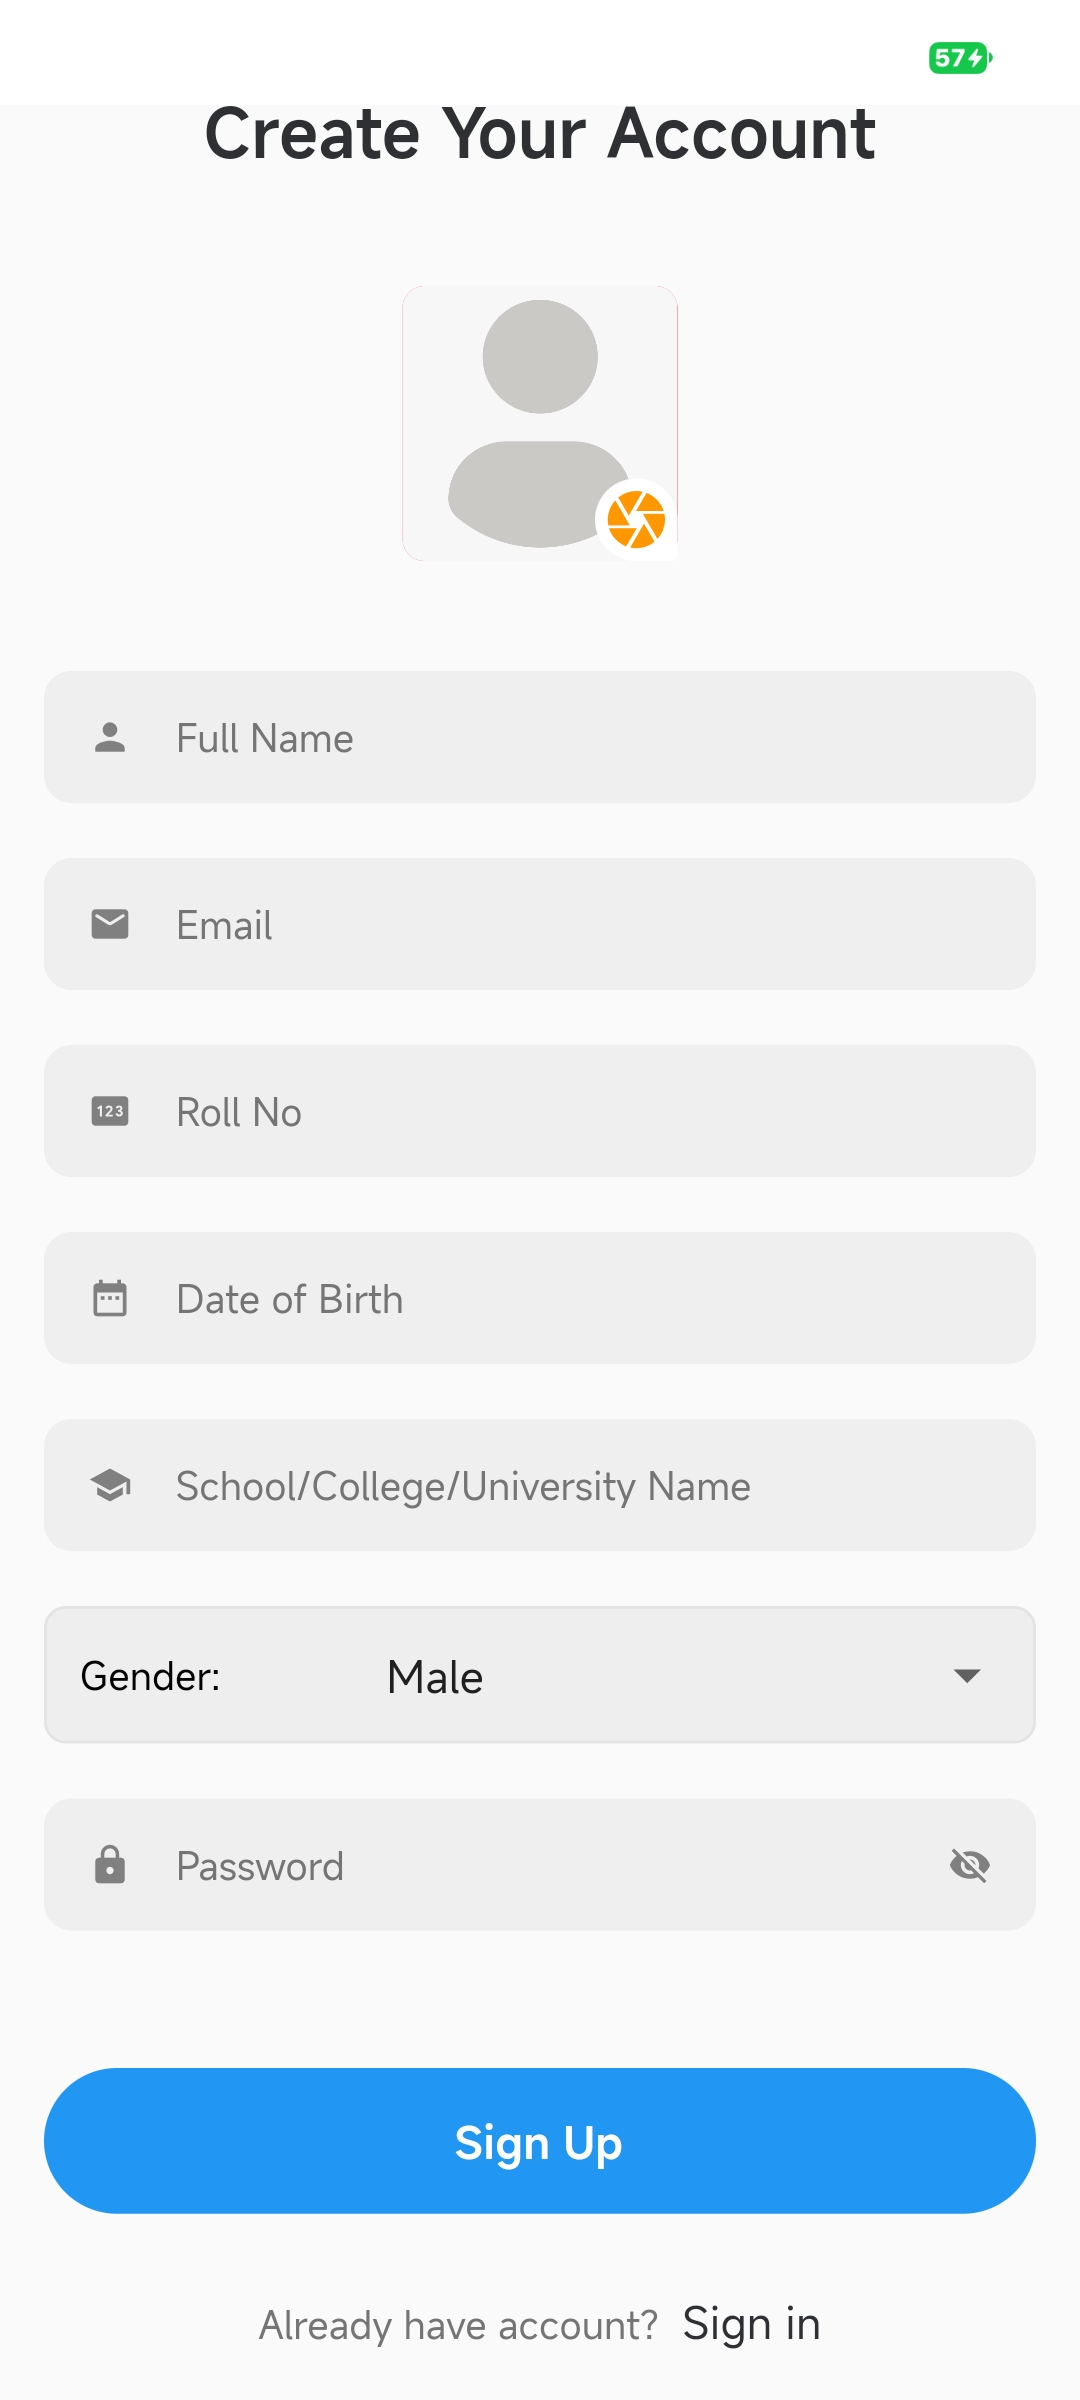 57
Create Your Account
Full Name
Email
123 Roll No
Date of Birth
School/College/University Name
Gender: Male
Password
Sign Up
Already have account? Sign in